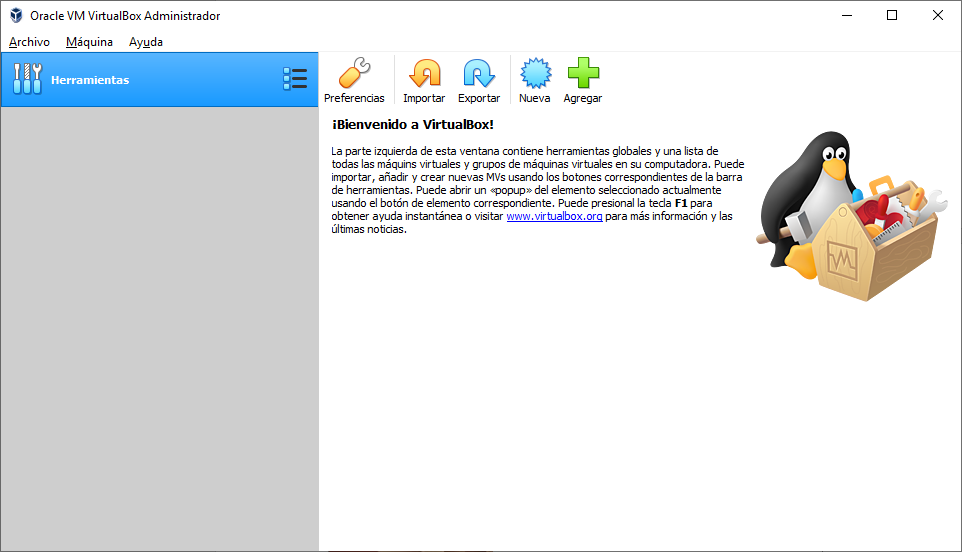 Oracle VM VirtualBox Administrador
Archivo Máquina Ayuda
Herramientas
Preferencias Importar Exportar Nueva Agregar
¡Bienvenido a VirtualBox!
La parte izquierda de esta ventana contiene herramientas globales y una lista de
todas las máquins virtuales y grupos de máquinas virtuales en su computadora. Puede
importar, añadir y crear nuevas MVs usando los botones correspondientes de la barra
de herramientas. Puede abrir un «popup» del elemento seleccionado actualmente
usando el botón de elemento correspondiente. Puede presional la tecla F1 para
obtener ayuda instantánea o visitar www.virtualbox.org para más información y las
últimas noticias.